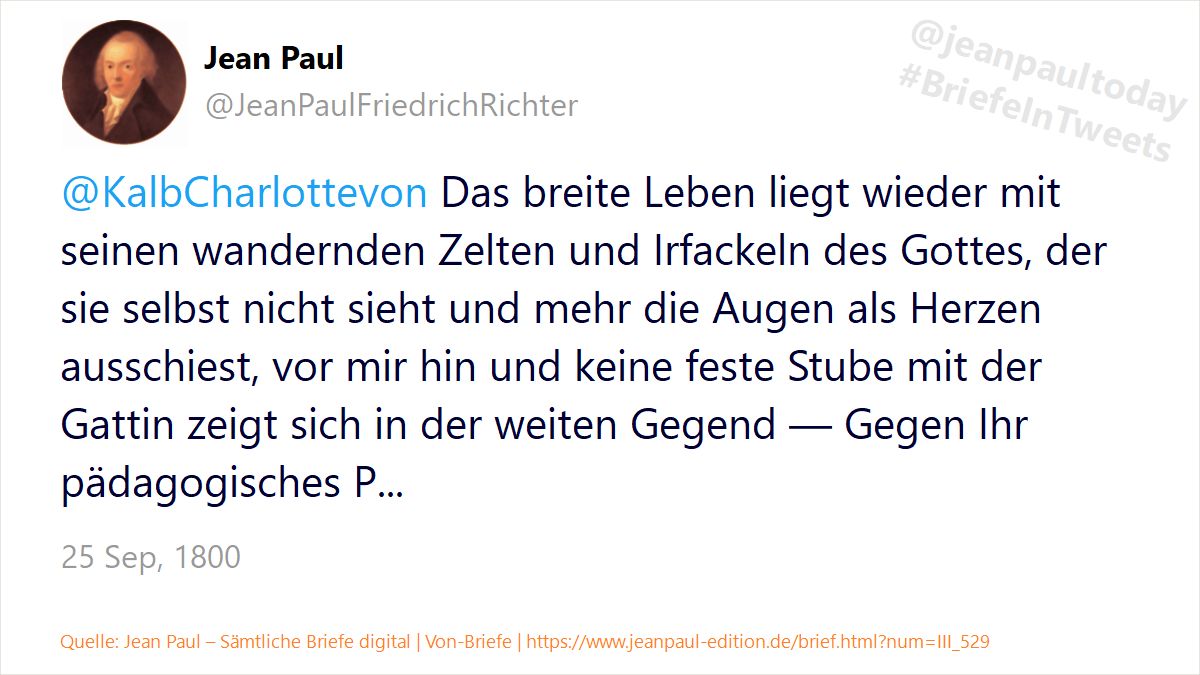 Jean Paul
@JeanPaulFriedrichRichter
@jeanpaultoday
#BriefeInTweets
@KalbCharlottevon Das breite Leben liegt wieder mit
seinen wandernden Zelten und Irfackeln des Gottes, der
sie selbst nicht sieht und mehr die Augen als Herzen
ausschiest, vor mir hin und keine feste Stube mit der
Gattin zeigt sich in der weiten Gegend — Gegen Ihr
pädagogisches P...
25 Sep, 1800
Quelle: Jean Paul – Sämtliche Briefe digital | Von-Briefe | https://www.jeanpaul-edition.de/brief.html?num=III_529